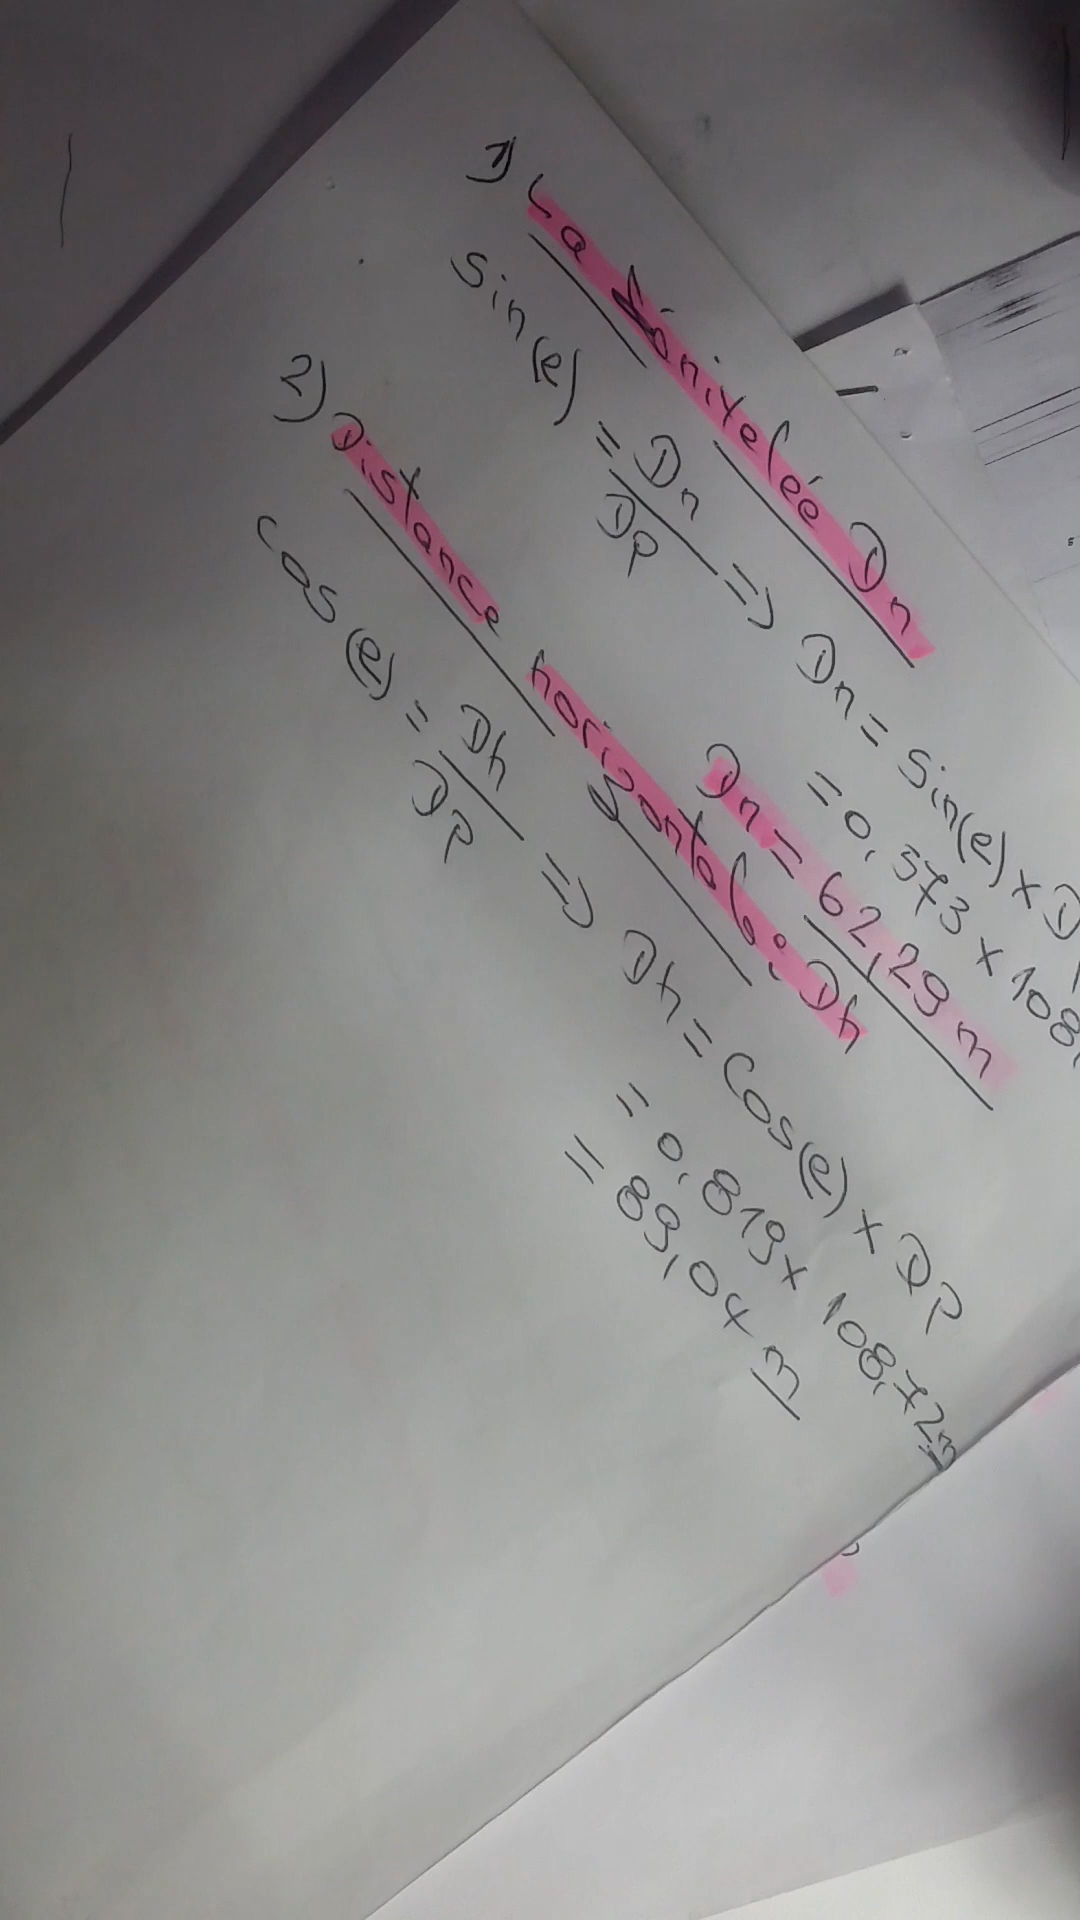 1) La dénivelée Dn
Sin(e) = Dn / DP => Dn = Sin(e) x D
= 0,573 x 108,
Dn = 62,29 m
2) Distance horizontale : Dh
cos(e) = Dh / DP => Dh = Cos(e) x DP
= 0,819 x 108,723
= 89,04 m